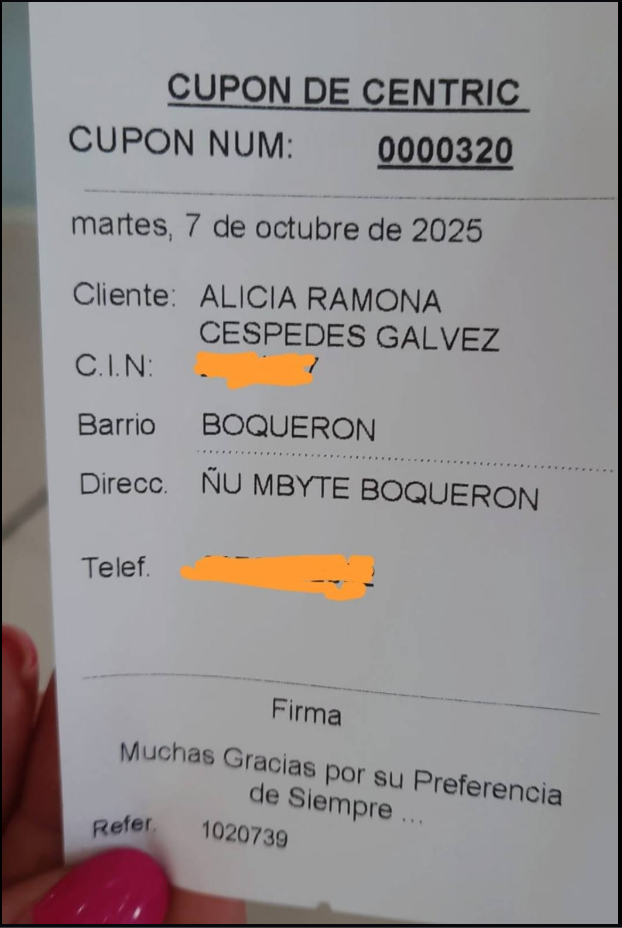 CUPON DE CENTRIC
CUPON NUM: 0000320
martes, 7 de octubre de 2025
Cliente: ALICIA RAMONA
CESPEDES GALVEZ
C.I.N:
Barrio BOQUERON
Direcc. ÑU MBYTE BOQUERON
Telef.
Firma
Muchas Gracias por su Preferencia
de Siempre ...
Refer. 1020739